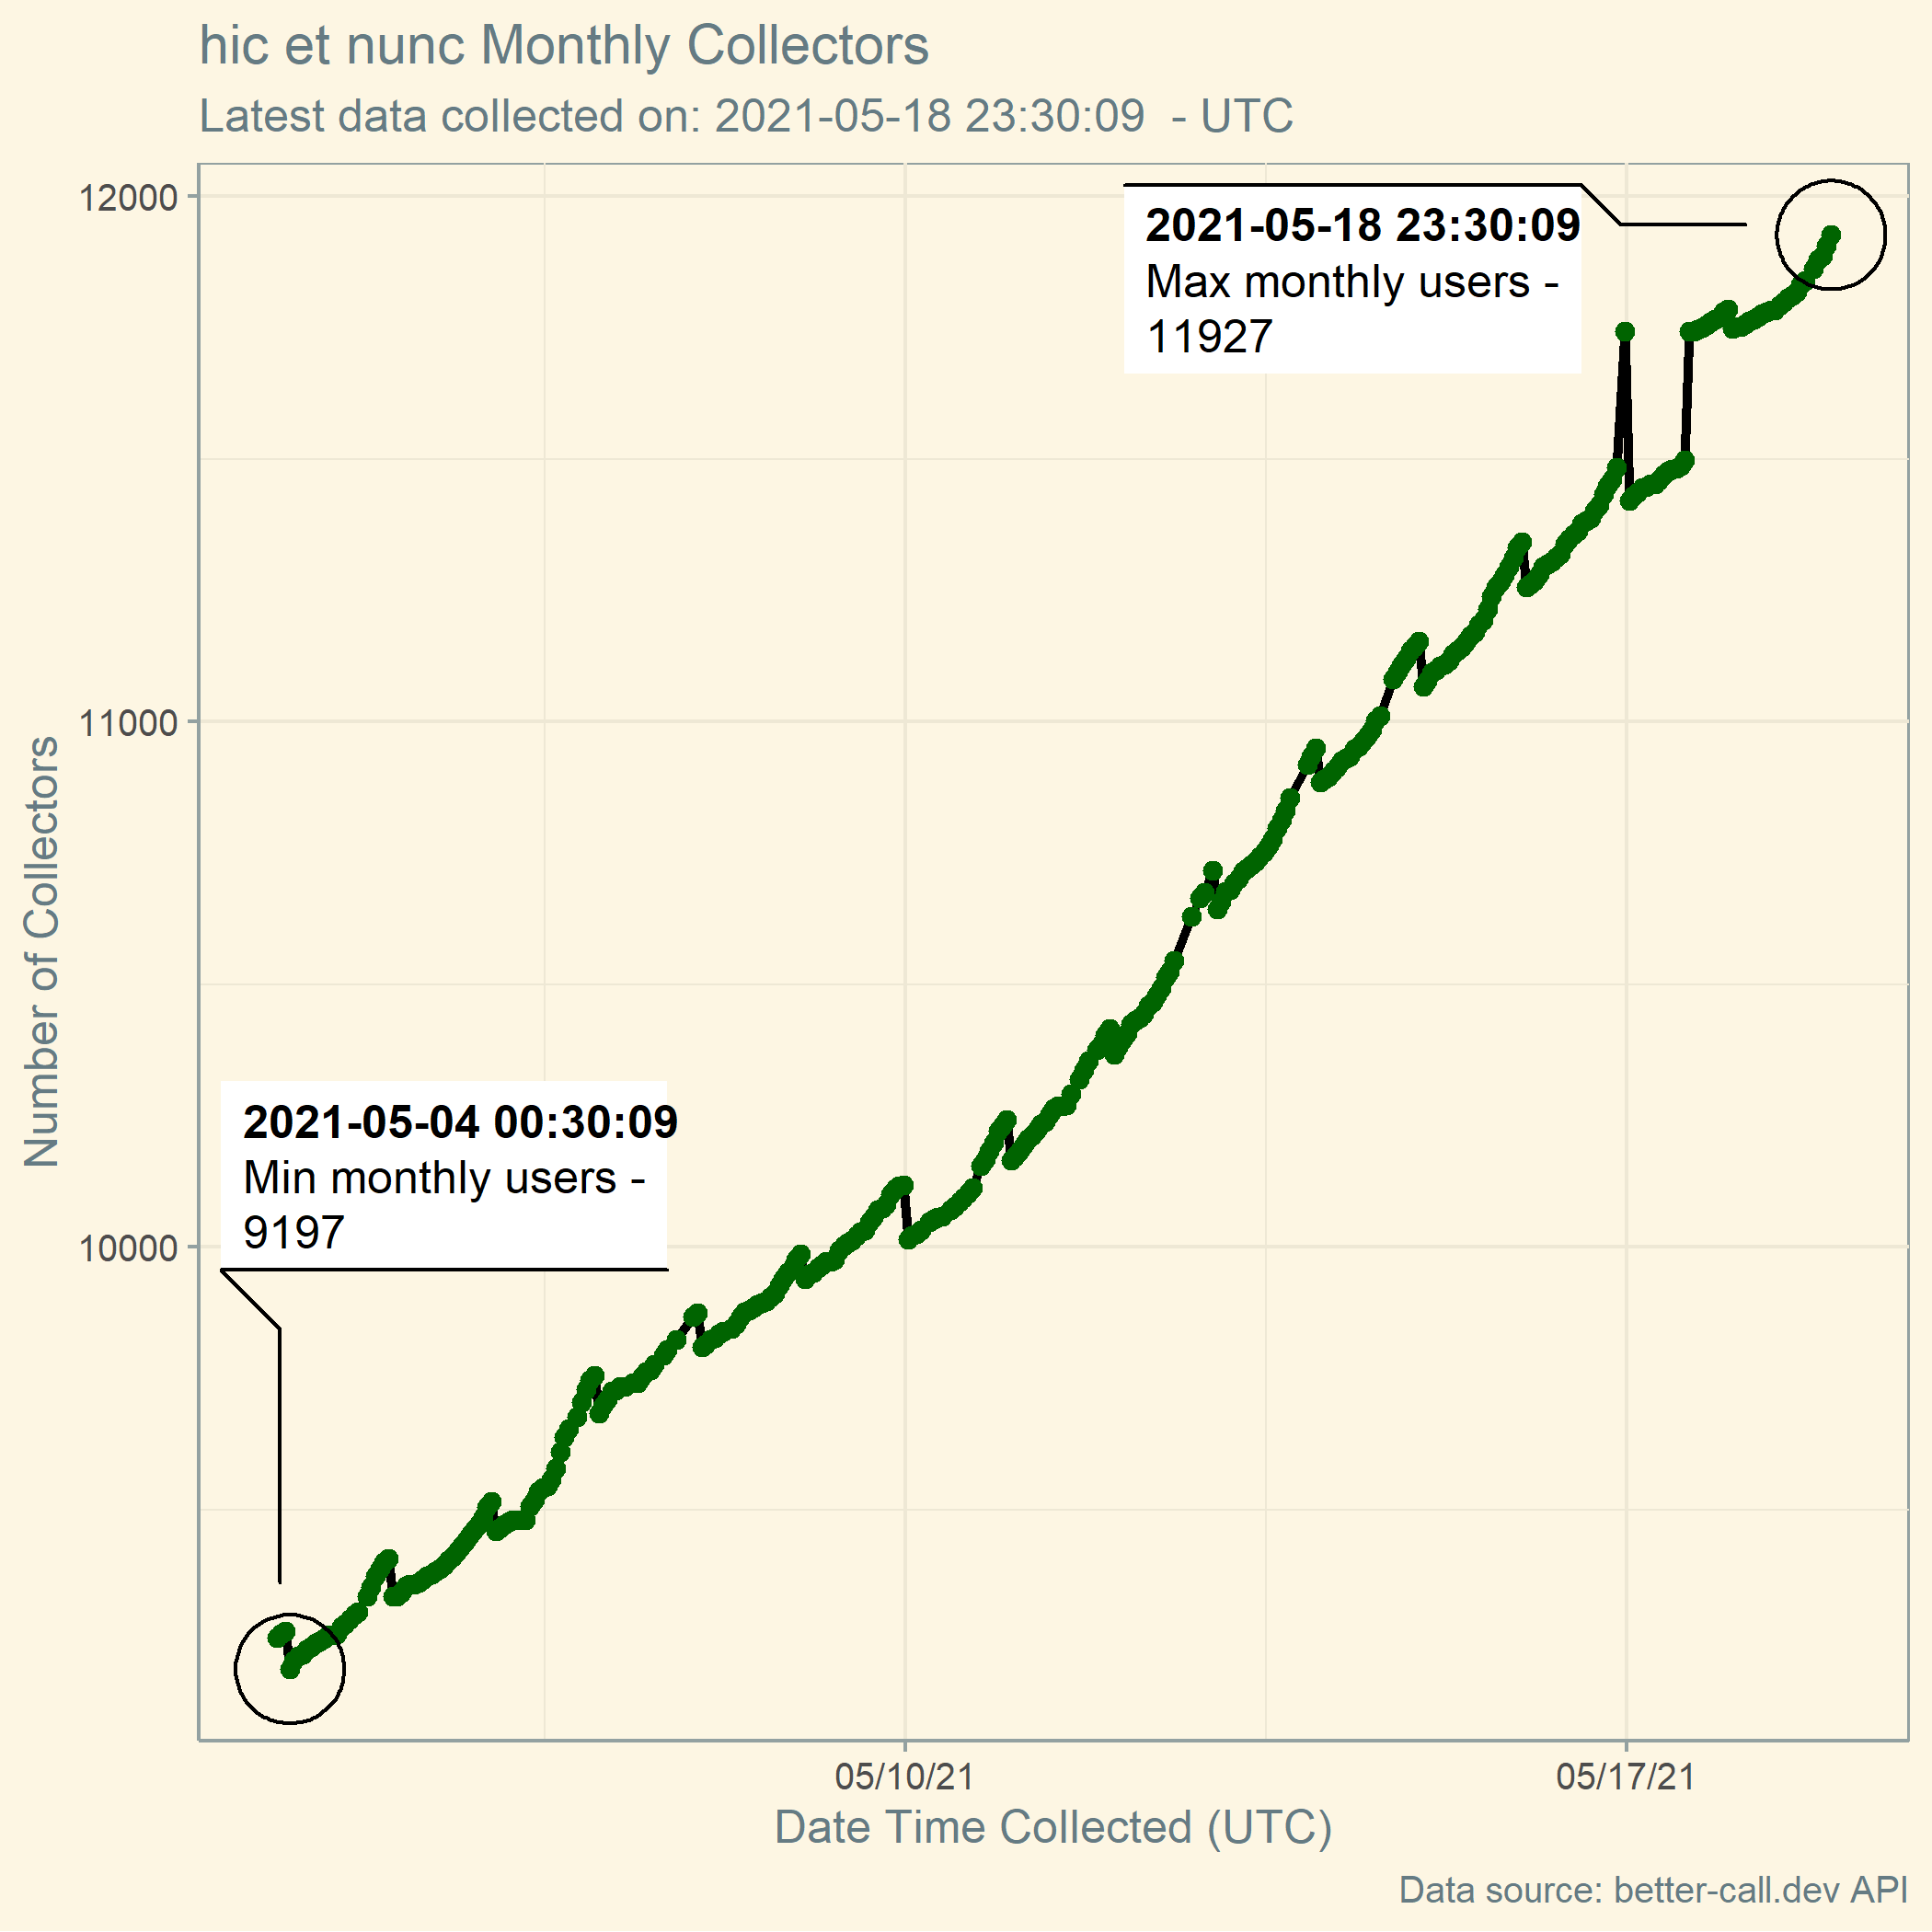 hic et nunc Monthly Collectors
Latest data collected on: 2021-05-18 23:30:09  - UTC
12000
11000
10000
Number of Collectors
2021-05-18 23:30:09
Max monthly users -
11927
2021-05-04 00:30:09
Min monthly users -
9197
05/10/21
05/17/21
Date Time Collected (UTC)
Data source: better-call.dev API